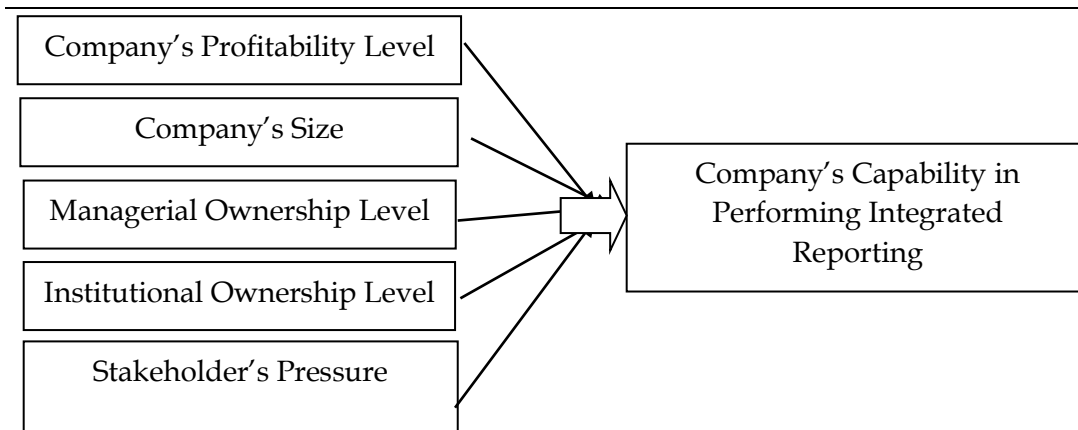 Company’s Profitability Level
Company’s Size
Managerial Ownership Level
Institutional Ownership Level
Stakeholder’s Pressure
Company’s Capability in
Performing Integrated
Reporting